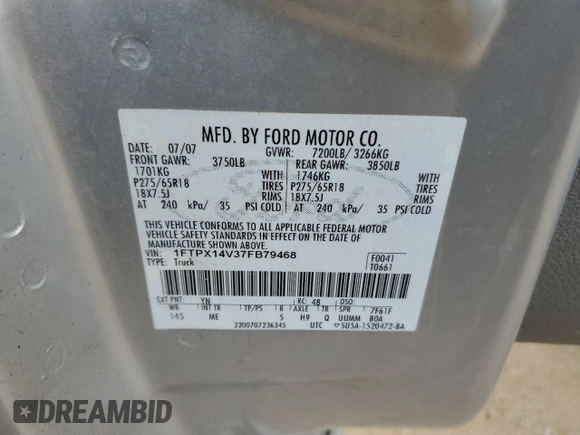 MFD. BY FORD MOTOR CO.
DATE: 07/07 GVWR: 7200LB/ 3266KG
FRONT GAWR: 3750LB REAR GAWR: 3850LB
1701KG WITH 1746KG WITH
P275/65R18 TIRES P275/65R18 TIRES
18X7.5J RIMS 18X7.5J RIMS
AT 240 kPa/ 35 PSI COLD AT 240 kPa/ 35 PSI COLD
THIS VEHICLE CONFORMS TO ALL APPLICABLE FEDERAL MOTOR
VEHICLE SAFETY STANDARDS IN EFFECT ON THE DATE OF
MANUFACTURE SHOWN ABOVE.
VIN: 1FTPX14V37FB79468 F0041
TYPE: Truck T0661
EXT PNT: YN RC: 48 DSO:
WB INT TR TP/PS R AXLE TR SPR 7F61F
145 ME 5 H9 Q UUMM 80A
2200707236345 UTC 5U5A-1520472-BA
DREAMBID